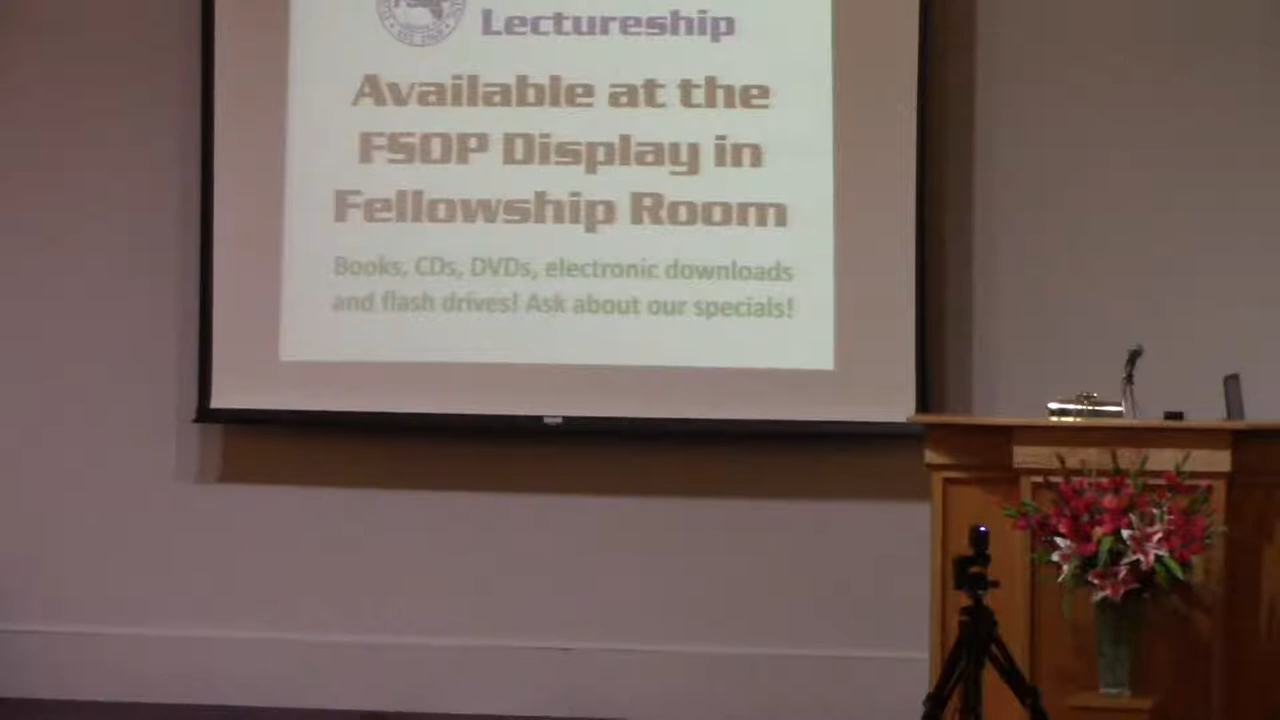 Lectureship
Available at the
FSOP Display in
Fellowship Room
Books, CDs, DVDs, electronic downloads
and flash drives! Ask about our specials!